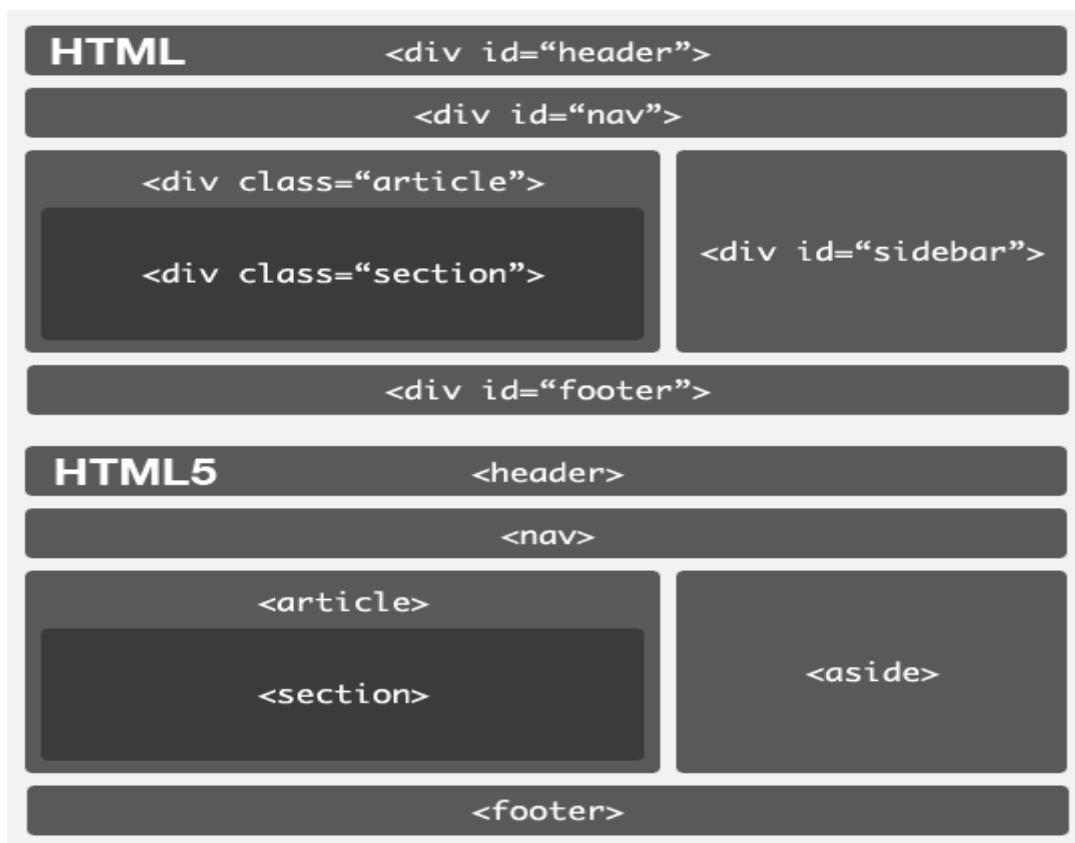 HTML <div id=“header”>
<div id=“nav”>
<div class=“article”>
<div class=“section”>
<div id=“sidebar”>
<div id=“footer”>
HTML5 <header>
<nav>
<article>
<section>
<aside>
<footer>